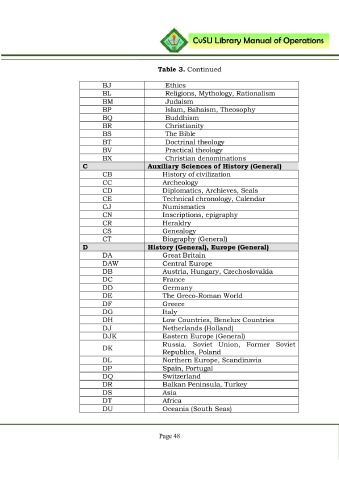 CvSU Library Manual of Operations
Table 3. Continued
BJ Ethics
BL Religions, Mythology, Rationalism
BM Judaism
BP Islam, Bahaism, Theosophy
BQ Buddhism
BR Christianity
BS The Bible
BT Doctrinal theology
BV Practical theology
BX Christian denominations
C Auxiliary Sciences of History (General)
CB History of civilization
CC Archeology
CD Diplomatics, Archieves, Seals
CE Technical chronology, Calendar
CJ Numismatics
CN Inscriptions, epigraphy
CR Heraldry
CS Genealogy
CT Biography (General)
D History (General), Europe (General)
DA Great Britain
DAW Central Europe
DB Austria, Hungary, Czechoslovakia
DC France
DD Germany
DE The Greco-Roman World
DF Greece
DG Italy
DH Low Countries, Benelux Countries
DJ Netherlands (Holland)
DJK Eastern Europe (General)
DK Russia, Soviet Union, Former Soviet
Republics, Poland
DL Northern Europe, Scandinavia
DP Spain, Portugal
DQ Switzerland
DR Balkan Peninsula, Turkey
DS Asia
DT Africa
DU Oceania (South Seas)
Page 48